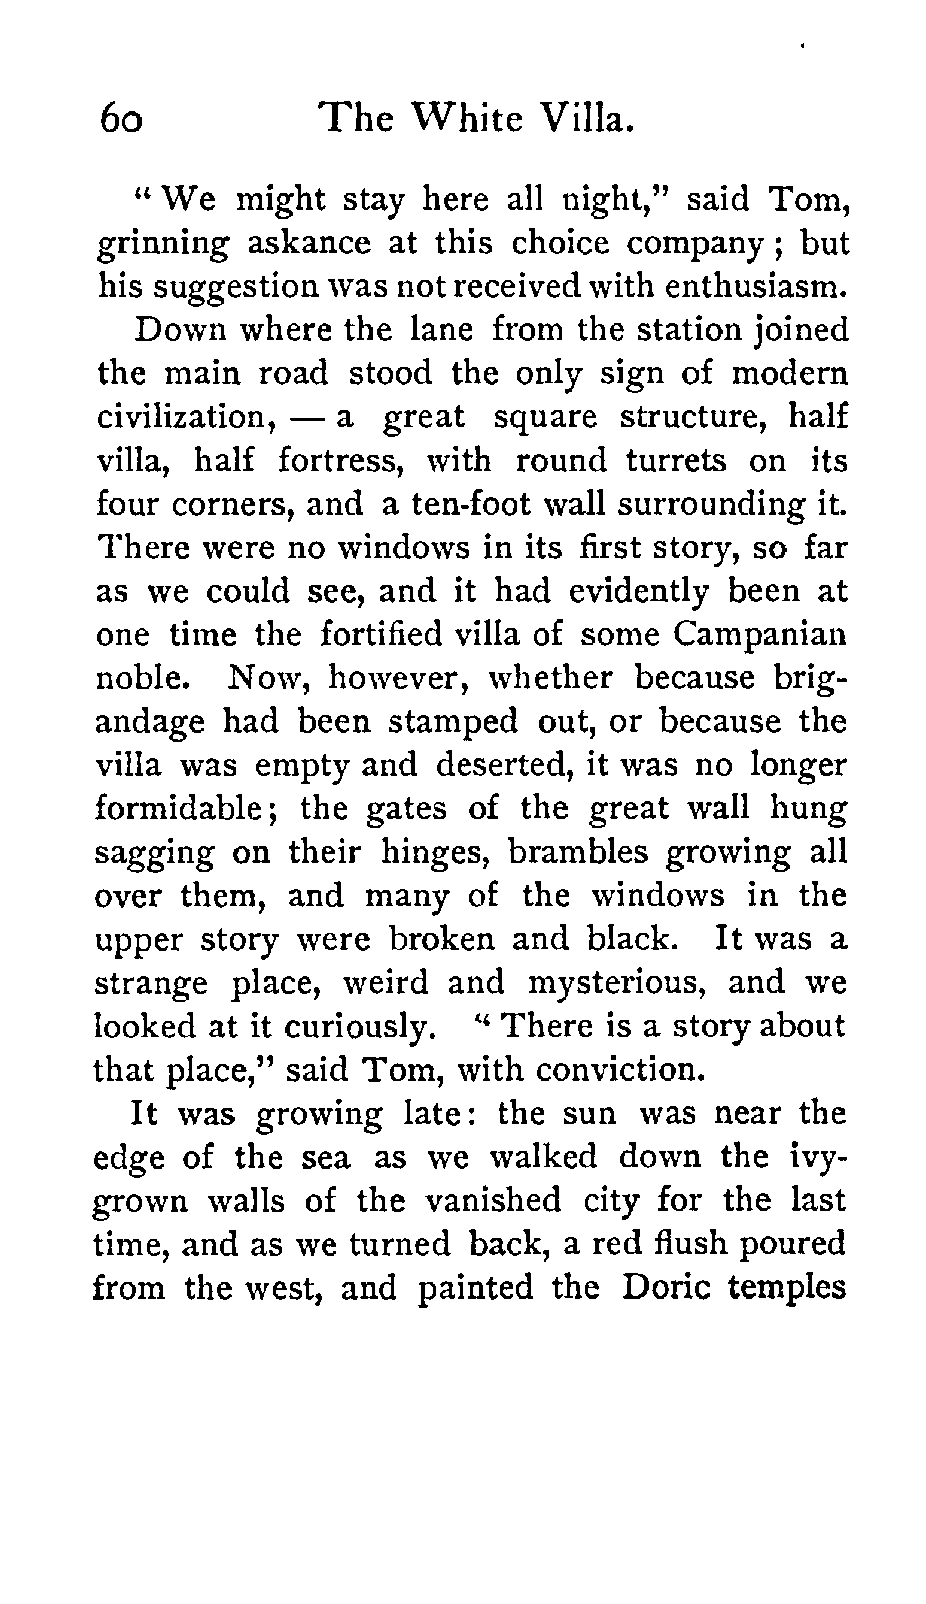 60 The White Villa.
“ We might stay here all night,” said Tom,
grinning askance at this choice company ; but
his suggestion was not received with enthusiasm.
Down where the lane from the station joined
the main road stood the only sign of modern
civilization, — a great square structure, half
villa, half fortress, with round turrets on its
four corners, and a ten-foot wall surrounding it.
There were no windows in its first story, so far
as we could see, and it had evidently been at
one time the fortified villa of some Campanian
noble. Now, however, whether because brig-
andage had been stamped out, or because the
villa was empty and deserted, it was no longer
formidable; the gates of the great wall hung
sagging on their hinges, brambles growing all
over them, and many of the windows in the
upper story were broken and black. It was a
strange place, weird and mysterious, and we
looked at it curiously. “ There is a story about
that place,” said Tom, with conviction.
It was growing late: the sun was near the
edge of the sea as we walked down the ivy-
grown walls of the vanished city for the last
time, and as we turned back, a red flush poured
from the west, and painted the Doric temples